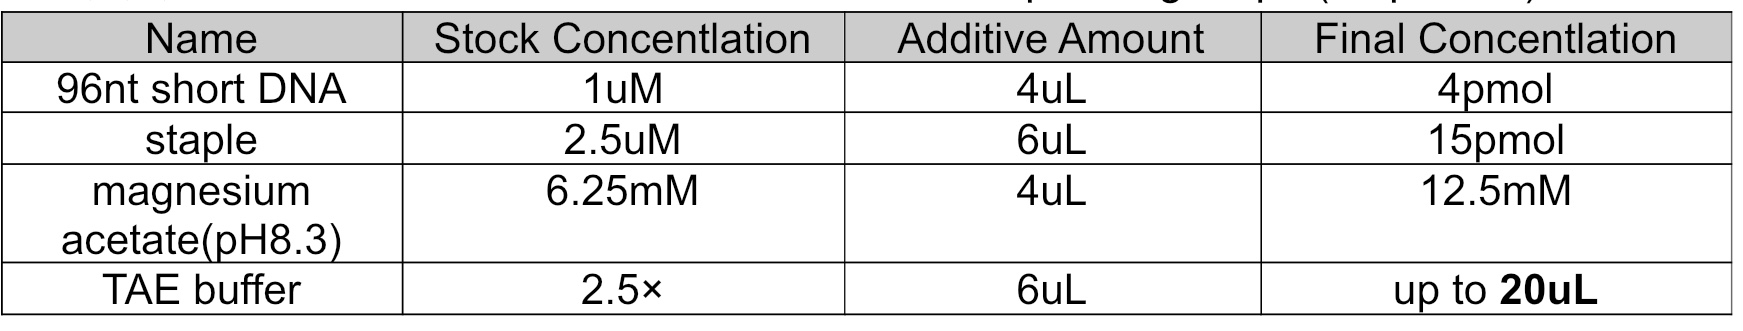 Name Stock Concentlation Additive Amount Final Concentlation
96nt short DNA 1uM 4uL 4pmol
staple 2.5uM 6uL 15pmol
magnesium 6.25mM 4uL 12.5mM
acetate(pH8.3)
TAE buffer 2.5× 6uL up to 20uL